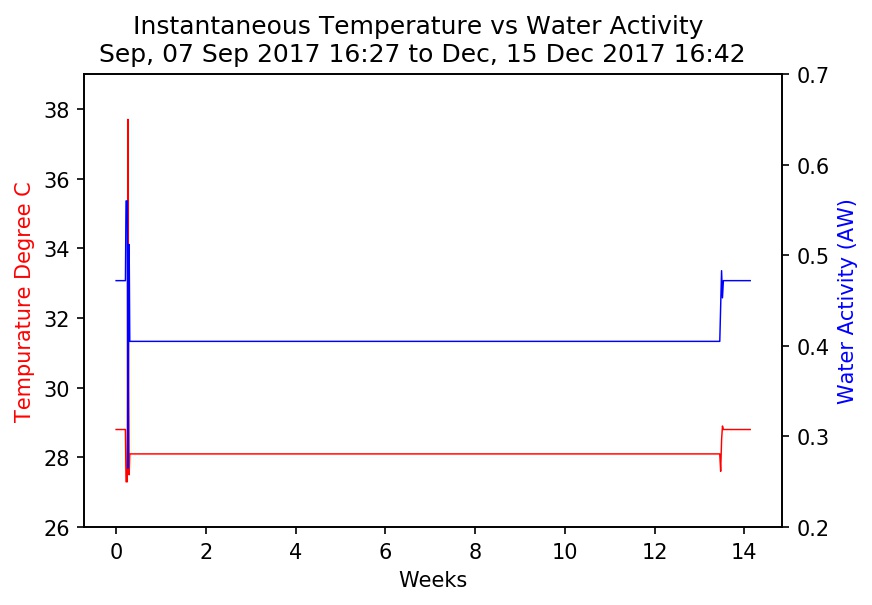 Instantaneous Temperature vs Water Activity
Sep, 07 Sep 2017 16:27 to Dec, 15 Dec 2017 16:42
Tempurature Degree C
38
36
34
32
30
28
26
0.7
0.6
0.5
0.4
0.3
0.2
Water Activity (AW)
0 2 4 6 8 10 12 14
Weeks